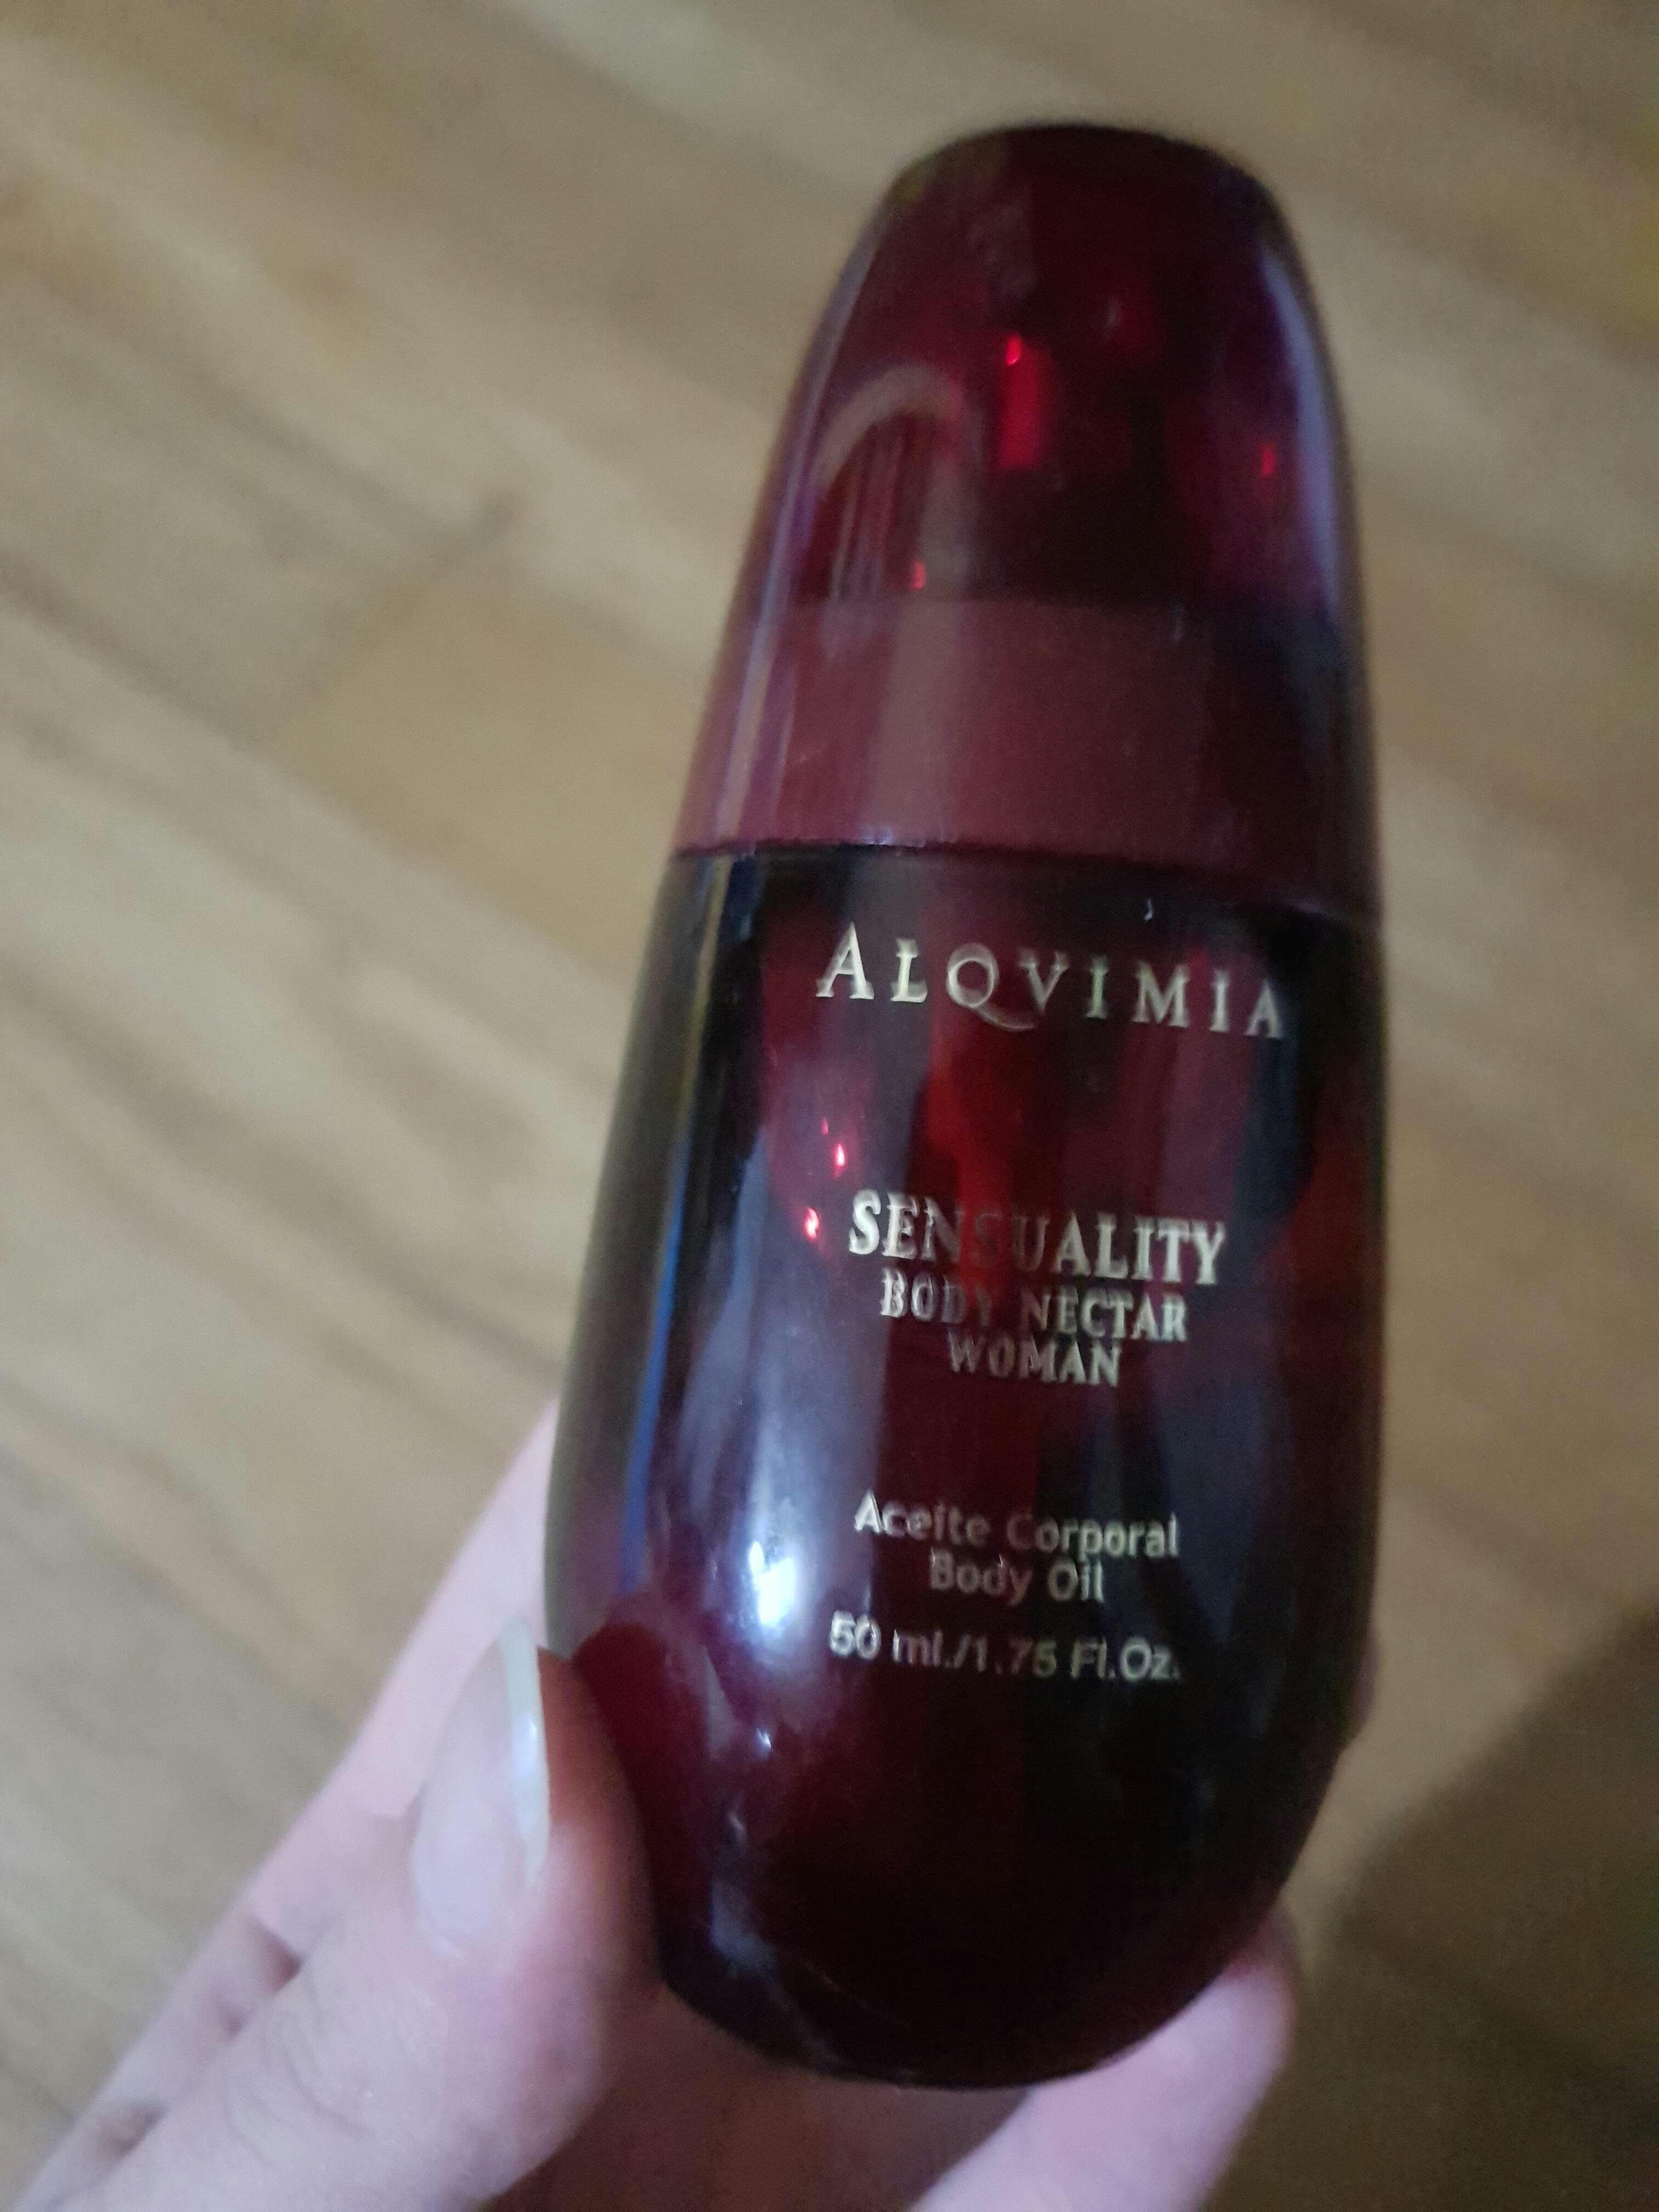 ALQVIMIA
SENSUALITY
BODY NECTAR
WOMAN
Aceite Corporal
Body Oil
50 ml./1.75 Fl.Oz.